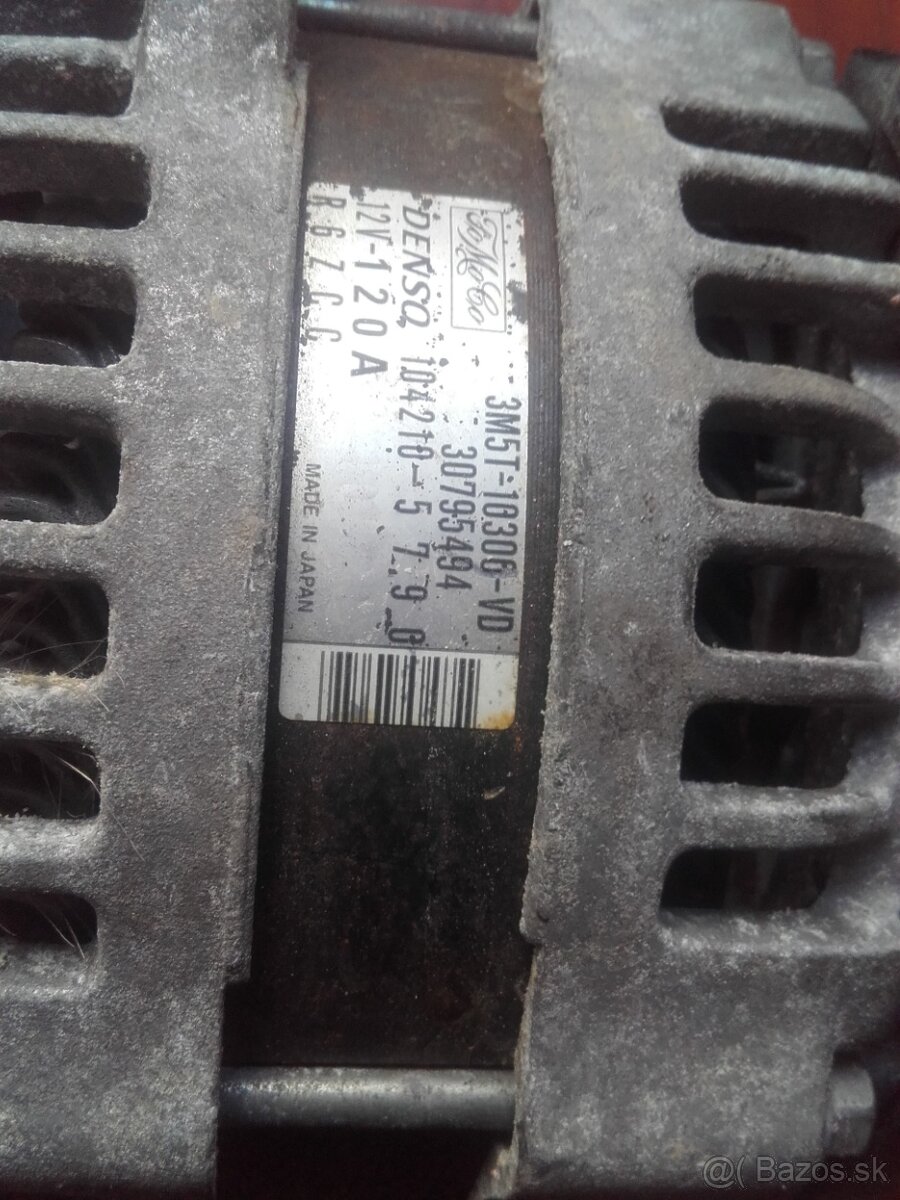 FoMoCo
3M5T-10300-VD
30795494
DENSO 104210-5790
12V-120A
MADE IN JAPAN
@( Bazos.sk